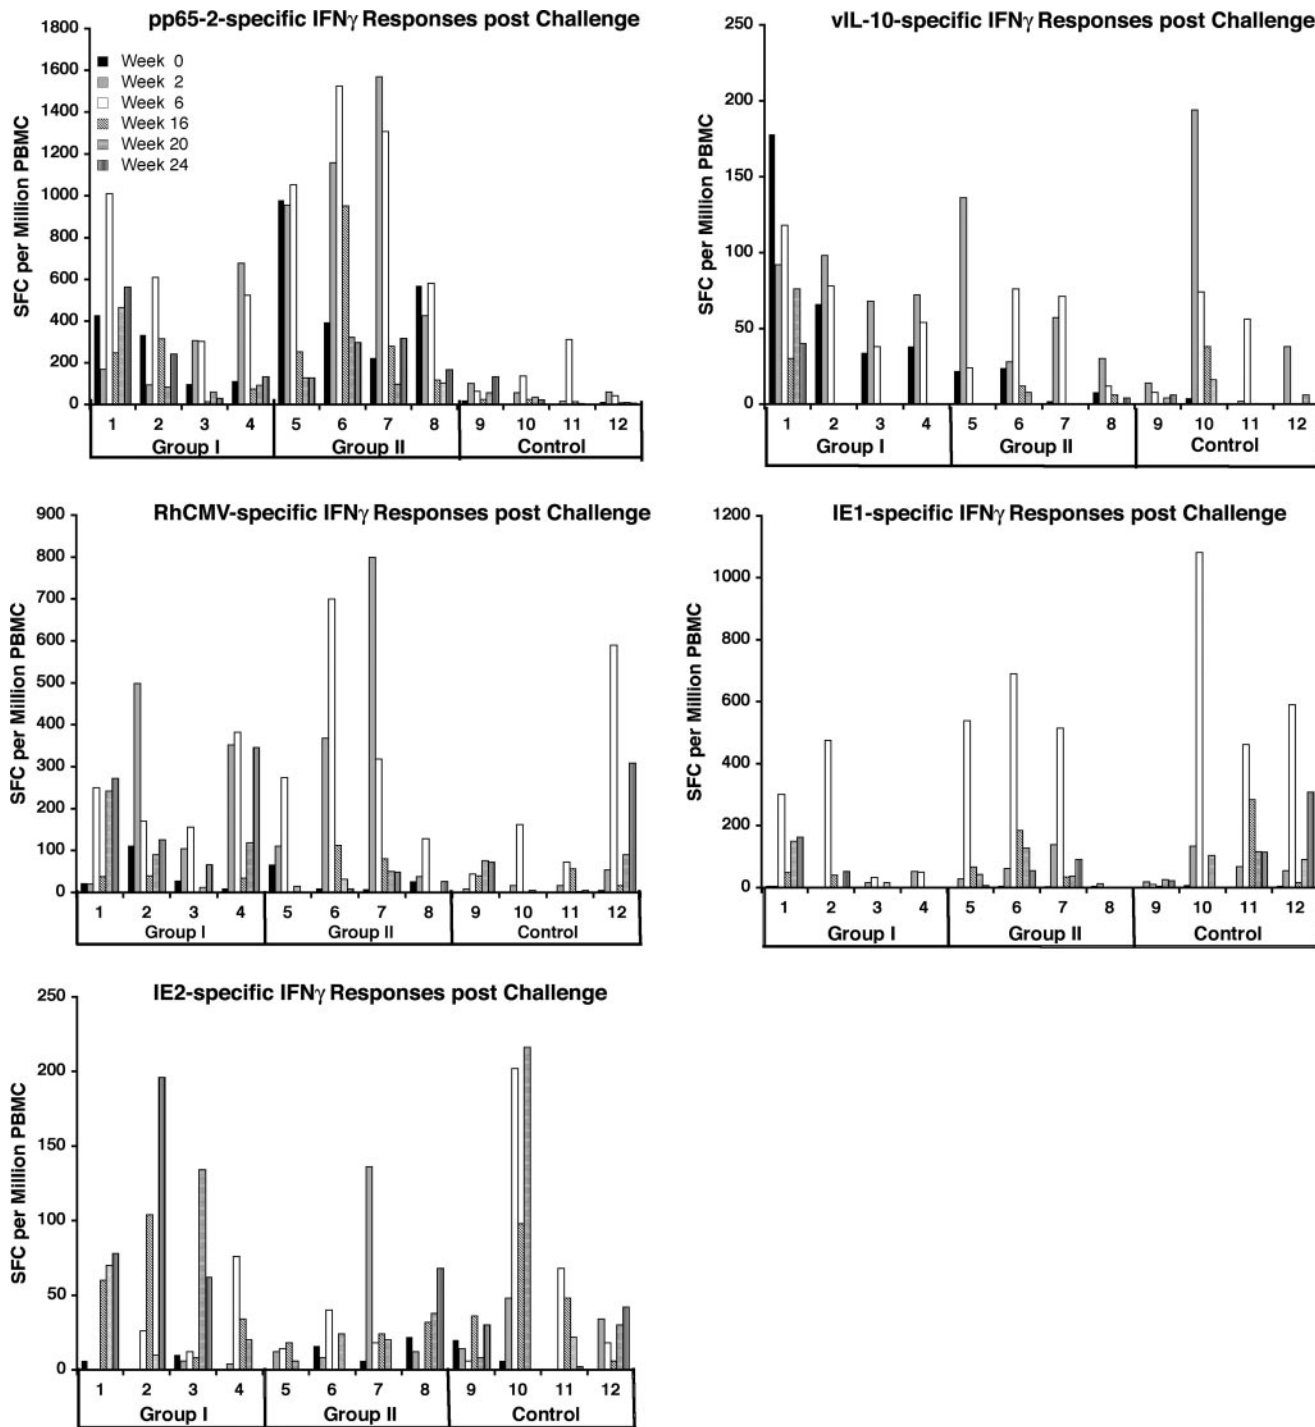 pp65-2-specific IFNγ Responses post Challenge
SFC per Million PBMC
1800
1600
1400
1200
1000
800
600
400
200
0
Week 0
Week 2
Week 6
Week 16
Week 20
Week 24
1 2 3 4 5 6 7 8 9 10 11 12
Group I Group II Control
vIL-10-specific IFNγ Responses post Challenge
SFC per Million PBMC
250
200
150
100
50
0
1 2 3 4 5 6 7 8 9 10 11 12
Group I Group II Control
RhCMV-specific IFNγ Responses post Challenge
SFC per Million PBMC
900
800
700
600
500
400
300
200
100
0
1 2 3 4 5 6 7 8 9 10 11 12
Group I Group II Control
IE1-specific IFNγ Responses post Challenge
SFC per Million PBMC
1200
1000
800
600
400
200
0
1 2 3 4 5 6 7 8 9 10 11 12
Group I Group II Control
IE2-specific IFNγ Responses post Challenge
SFC per Million PBMC
250
200
150
100
50
0
1 2 3 4 5 6 7 8 9 10 11 12
Group I Group II Control